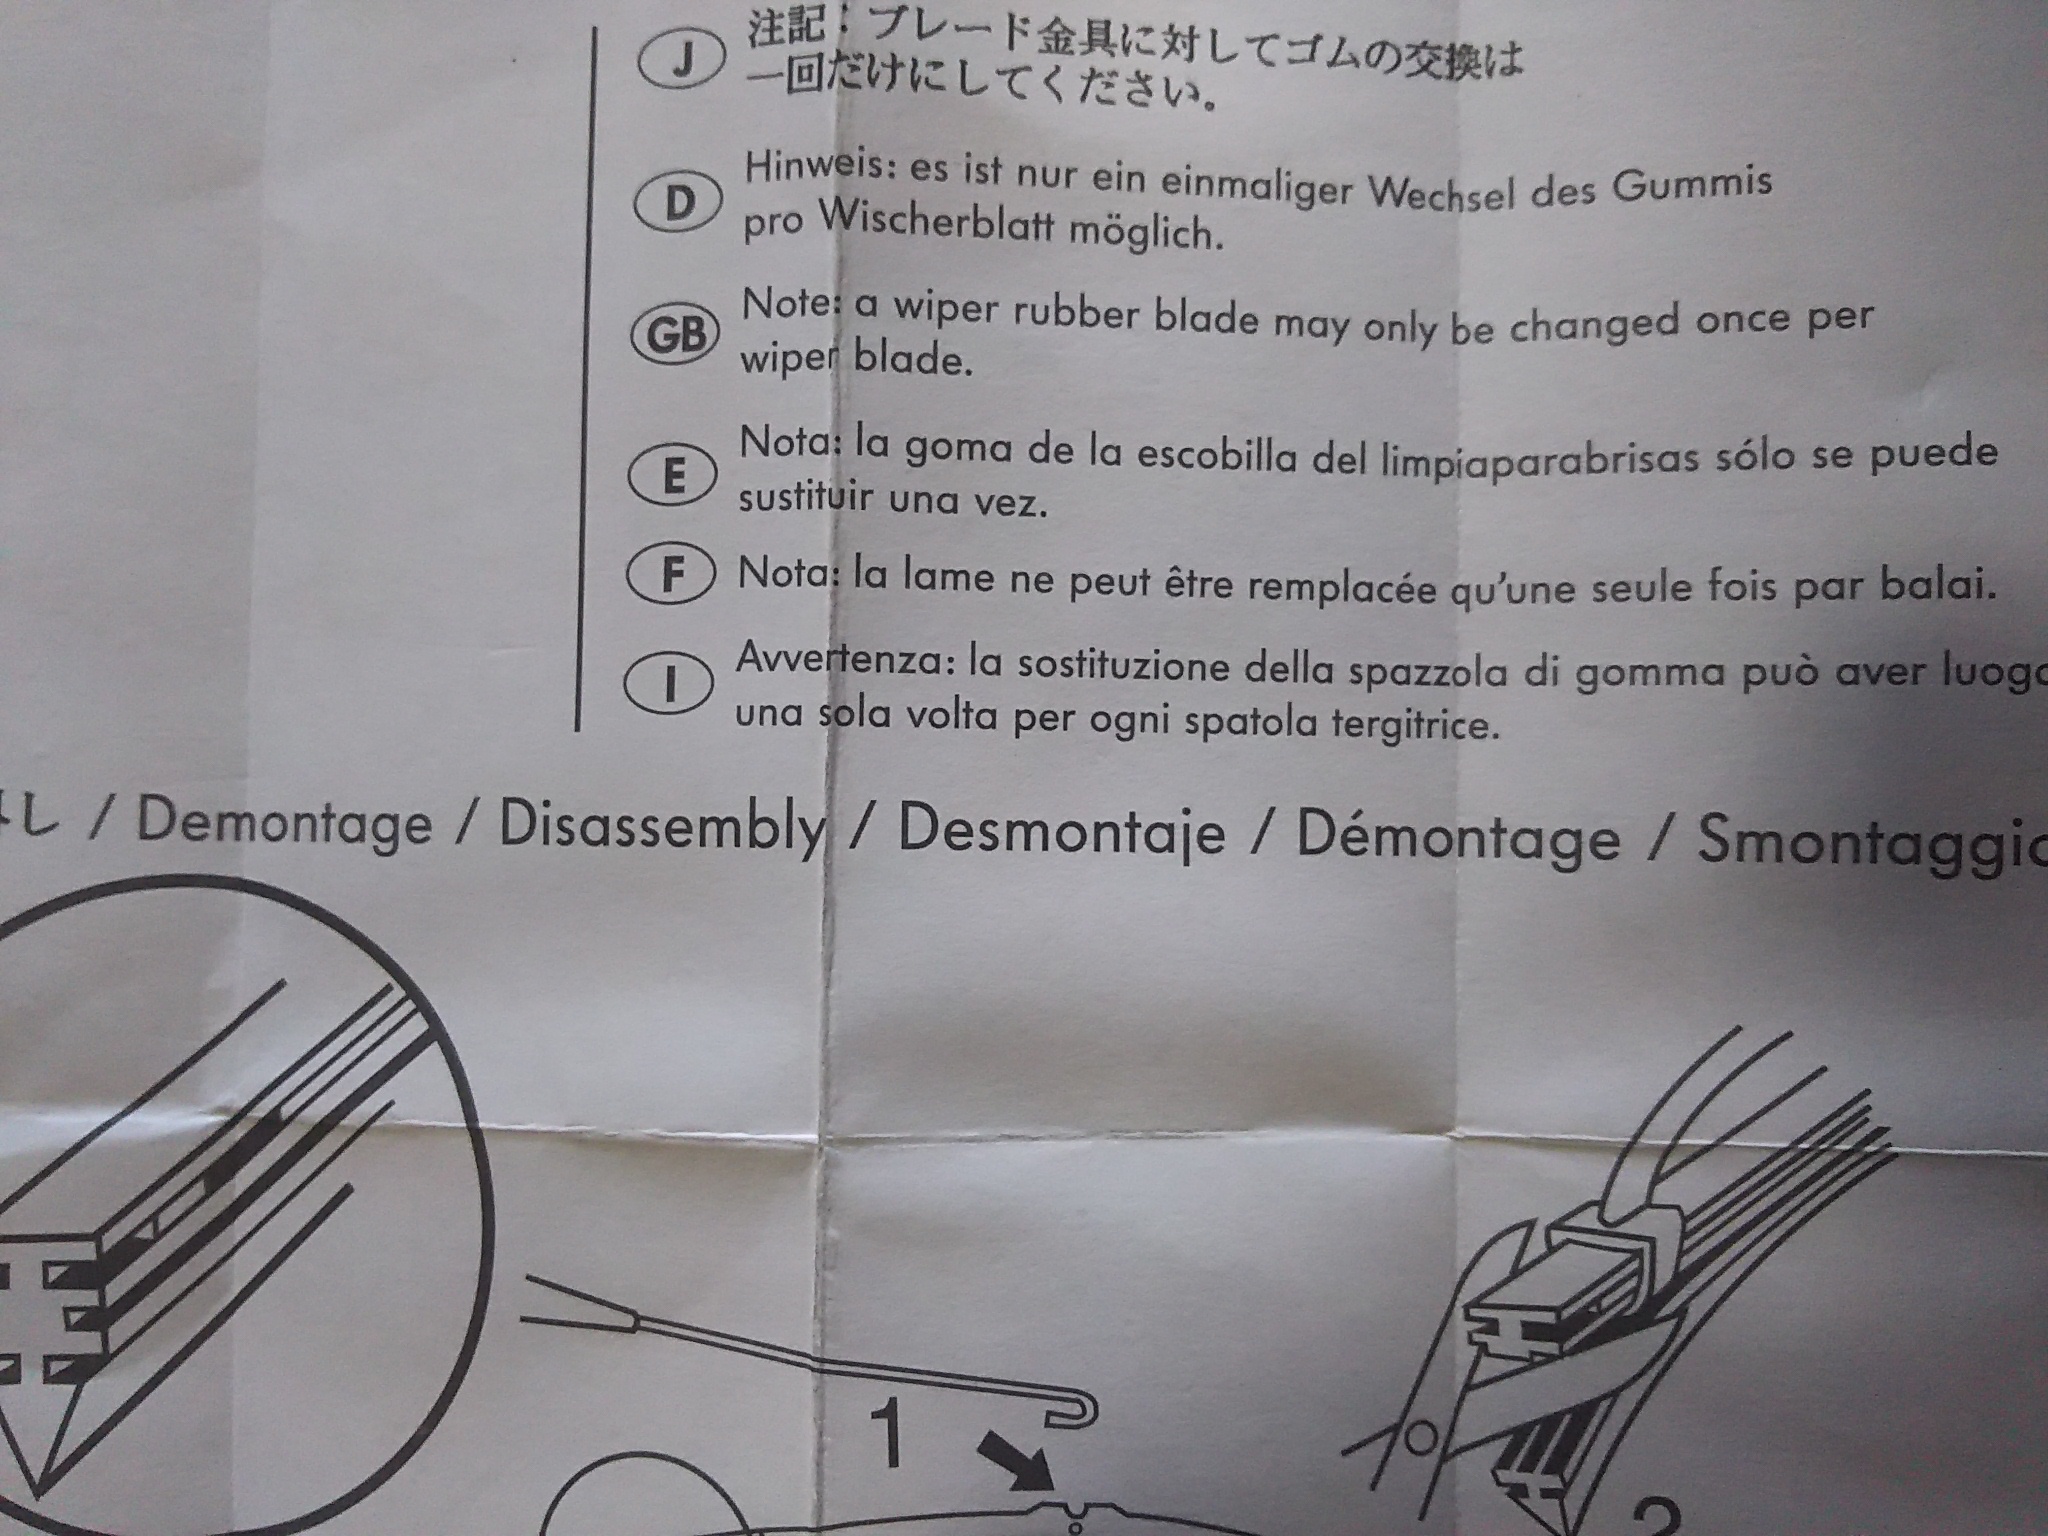 J 注記：ブレード金具に対してゴムの交換は
一回だけにしてください。
D Hinweis: es ist nur ein einmaliger Wechsel des Gummis
pro Wischerblatt möglich.
GB Note: a wiper rubber blade may only be changed once per
wiper blade.
E Nota: la goma de la escobilla del limpiaparabrisas sólo se puede
sustituir una vez.
F Nota: la lame ne peut être remplacée qu'une seule fois par balai.
I Avvertenza: la sostituzione della spazzola di gomma può aver luogo
una sola volta per ogni spatola tergitrice.
し / Demontage / Disassembly / Desmontaje / Démontage / Smontaggio
1
2